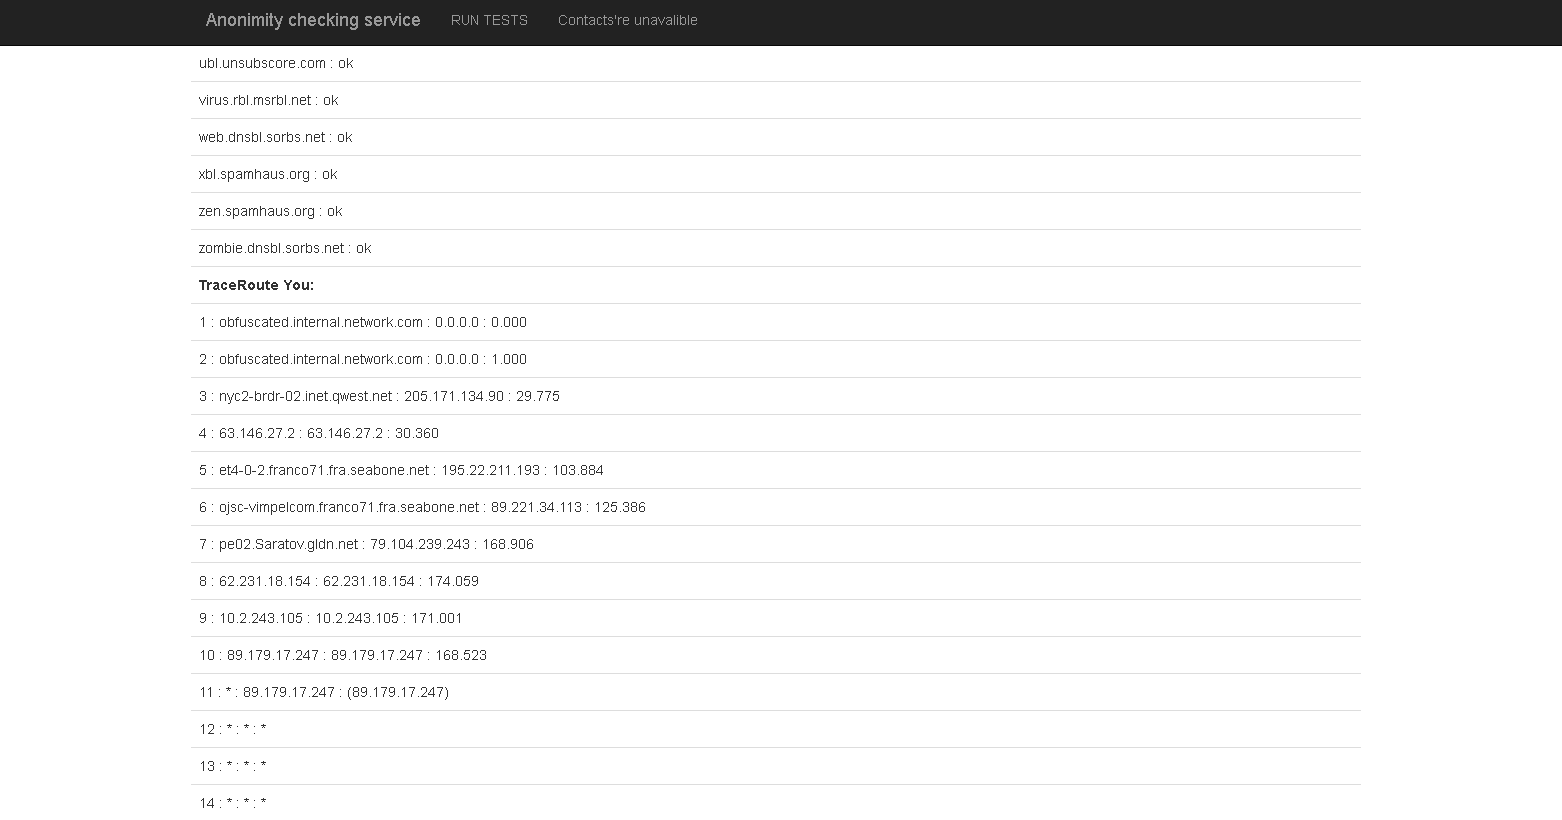 Anonimity checking service RUN TESTS Contacts're unavalible
ubl.unsubscore.com : ok
virus.rbl.msrbl.net : ok
web.dnsbl.sorbs.net : ok
xbl.spamhaus.org : ok
zen.spamhaus.org : ok
zombie.dnsbl.sorbs.net : ok
TraceRoute You:
1 : obfuscated.internal.network.com : 0.0.0.0 : 0.000
2 : obfuscated.internal.network.com : 0.0.0.0 : 1.000
3 : nyc2-brdr-02.inet.qwest.net : 205.171.134.90 : 29.775
4 : 63.146.27.2 : 63.146.27.2 : 30.360
5 : et4-0-2.franco71.fra.seabone.net : 195.22.211.193 : 103.884
6 : ojsc-vimpelcom.franco71.fra.seabone.net : 89.221.34.113 : 125.386
7 : pe02.Saratov.gldn.net : 79.104.239.243 : 168.906
8 : 62.231.18.154 : 62.231.18.154 : 174.059
9 : 10.2.243.105 : 10.2.243.105 : 171.001
10 : 89.179.17.247 : 89.179.17.247 : 168.523
11 : * : 89.179.17.247 : (89.179.17.247)
12 : * : * : *
13 : * : * : *
14 : * : * : *